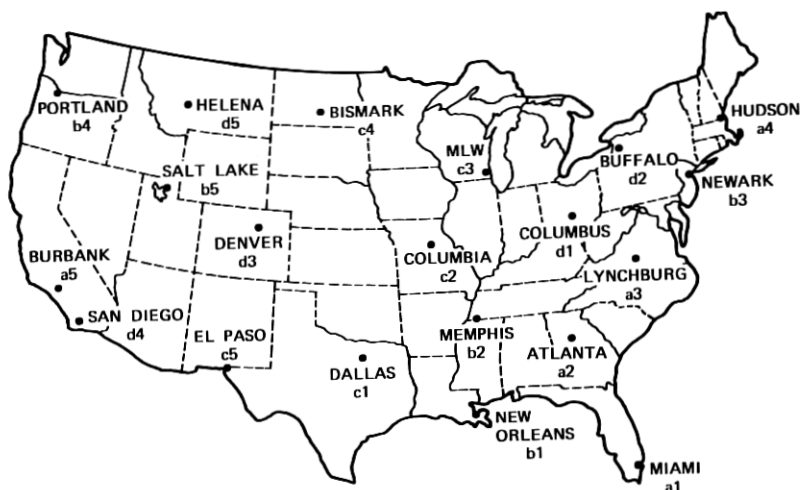 PORTLAND
b4
HELENA
d5
BISMARK
c4
MLW
c3
HUDSON
a4
BUFFALO
d2
NEWARK
b3
SALT LAKE
b5
DENVER
d3
COLUMBIA
c2
COLUMBUS
d1
LYNCHBURG
a3
BURBANK
a5
SAN DIEGO
d4
EL PASO
c5
DALLAS
c1
MEMPHIS
b2
ATLANTA
a2
NEW
ORLEANS
b1
MIAMI
a1